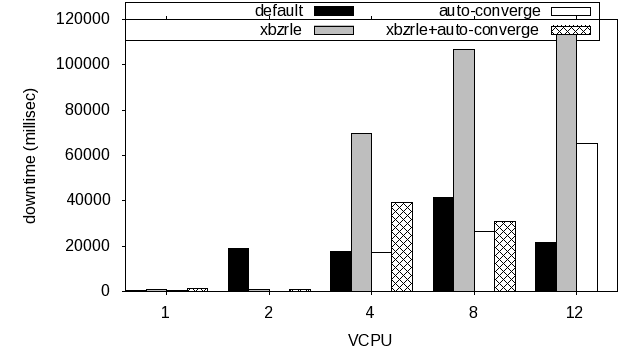 default auto-converge
xbzrle xbzrle+auto-converge
120000
100000
80000
60000
40000
20000
0
downtime (millisec)
1 2 4 8 12
VCPU